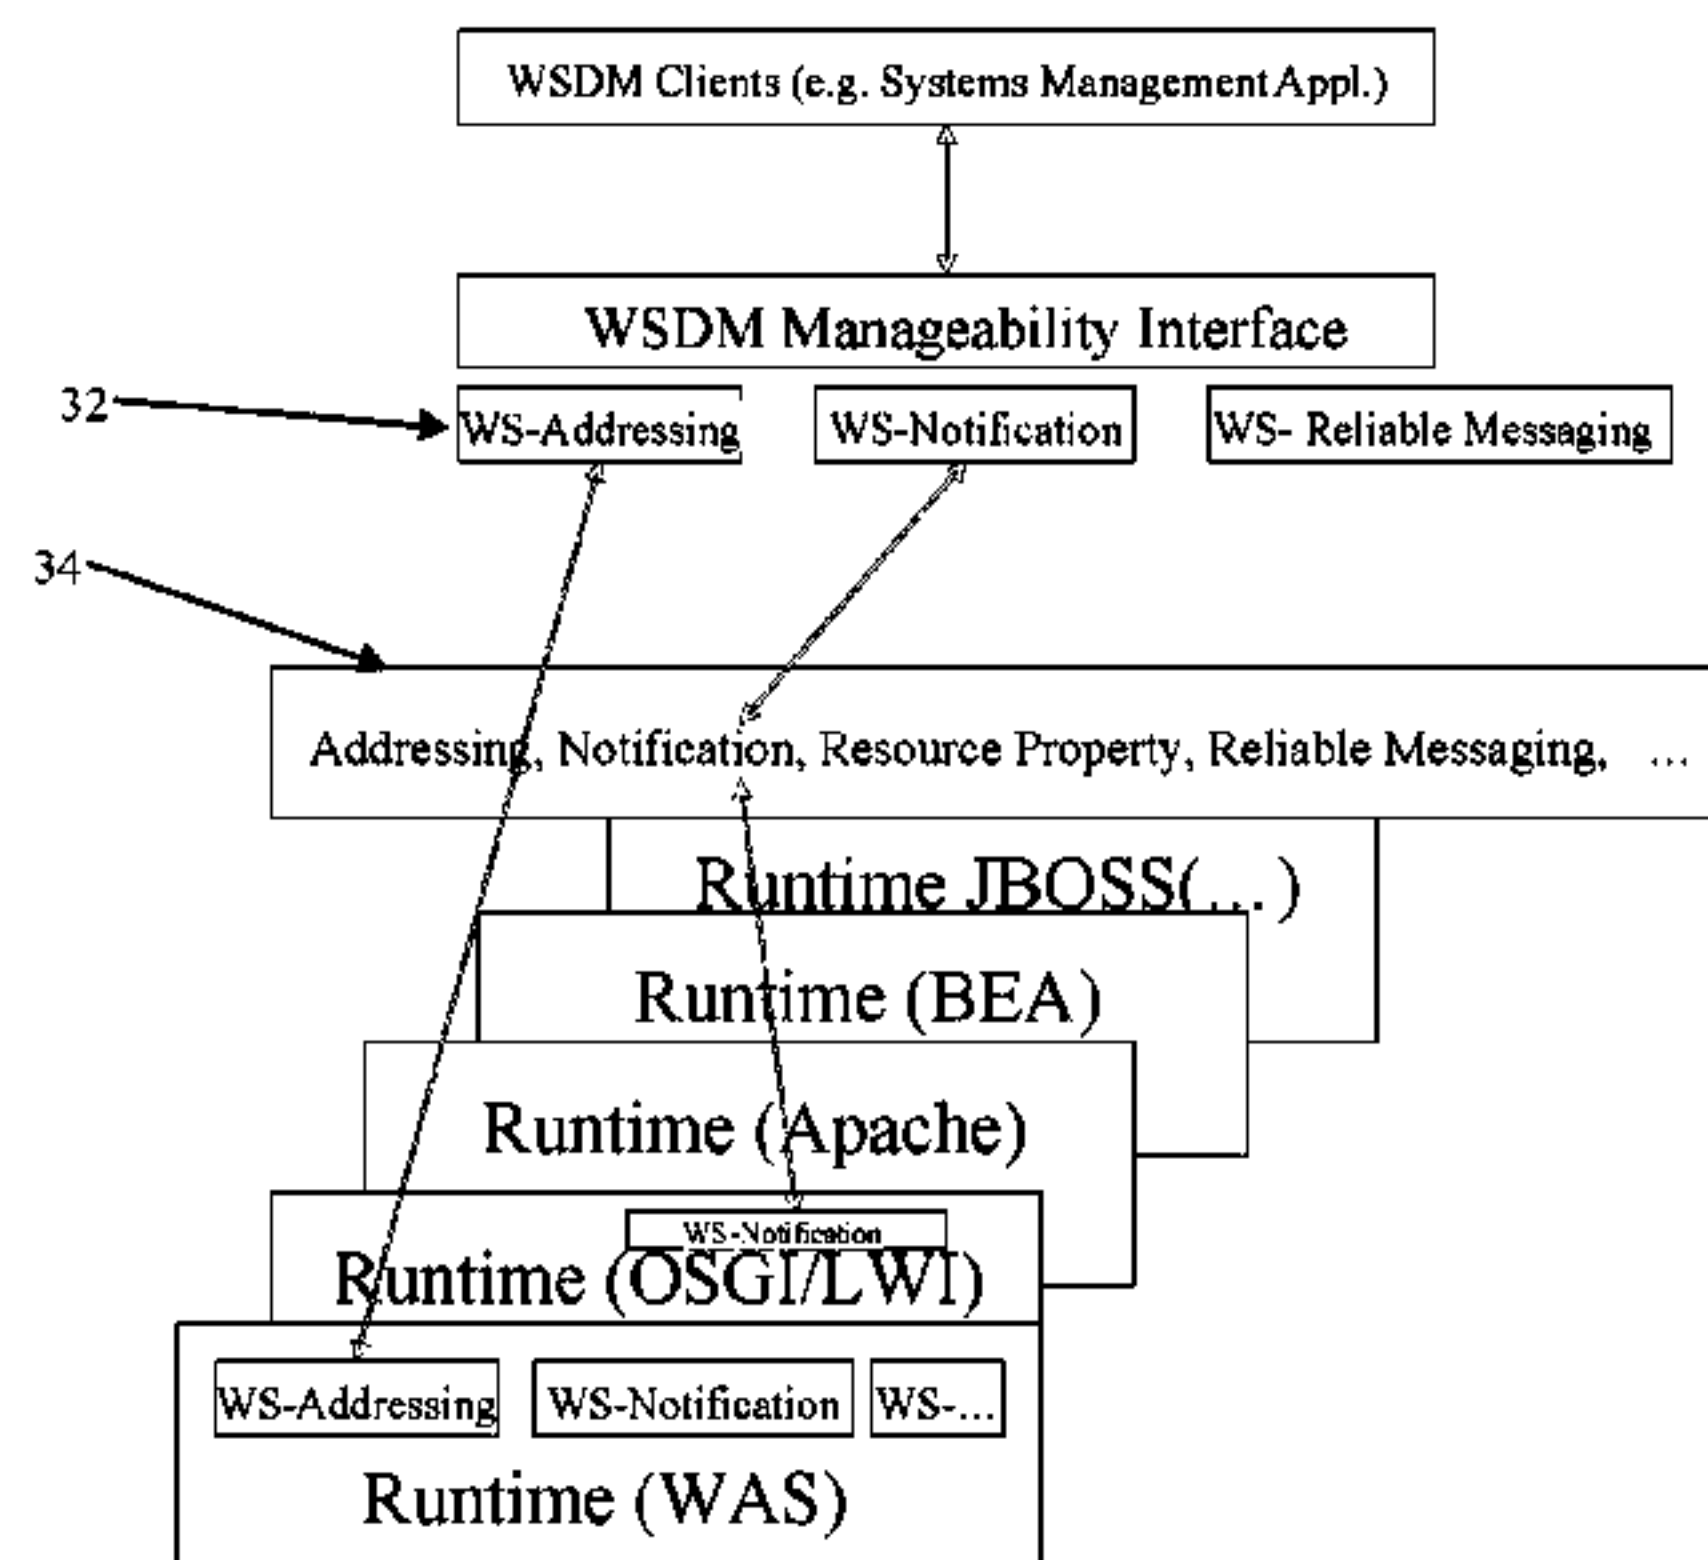 WSDM Clients (e.g. Systems Management Appl.)
WSDM Manageability Interface
32
WS-Addressing
WS-Notification
WS- Reliable Messaging
34
Addressing, Notification, Resource Property, Reliable Messaging, ...
Runtime JBOSS(...)
Runtime (BEA)
Runtime (Apache)
WS-Notification
Runtime (OSGI/LWI)
WS-Addressing
WS-Notification
WS-...
Runtime (WAS)